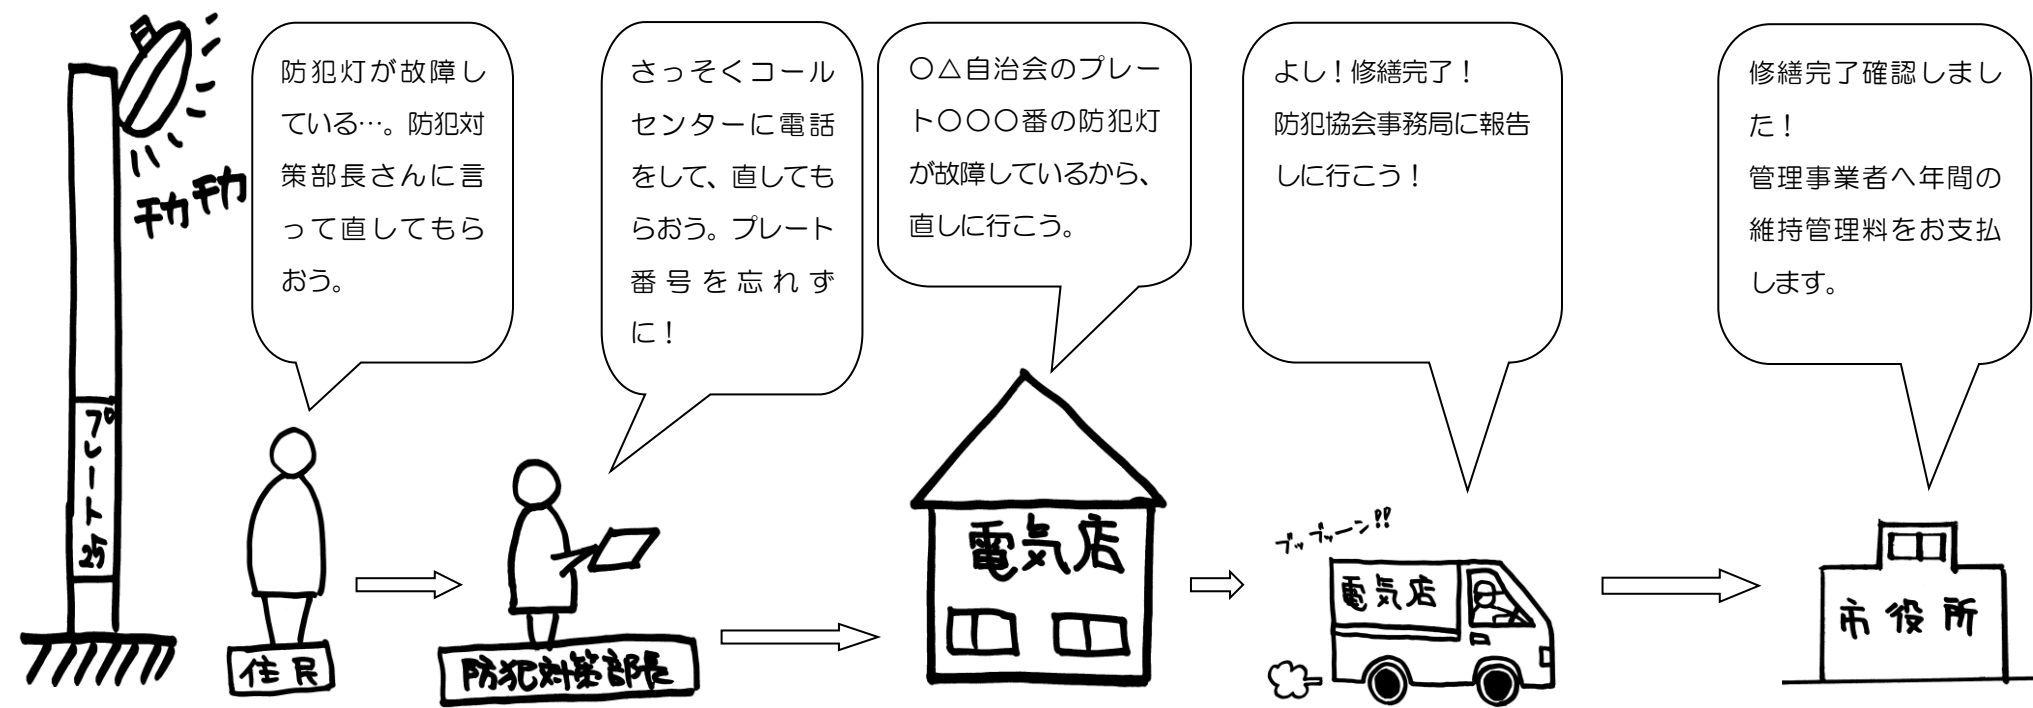 チカチカ
プレート
25
防犯灯が故障し
ている…。防犯対
策部長さんに言
って直してもら
おう。
住民
さっそくコール
センターに電話
をして、直しても
らおう。プレート
番号を忘れず
に！
防犯対策部長
〇△自治会のプレー
ト〇〇〇番の防犯灯
が故障しているから、
直しに行こう。
電気店
よし！修繕完了！
防犯協会事務局に報告
しに行こう！
ブッブッーン!!
電気店
修繕完了確認しまし
た！
管理事業者へ年間の
維持管理料をお支払
します。
市役所